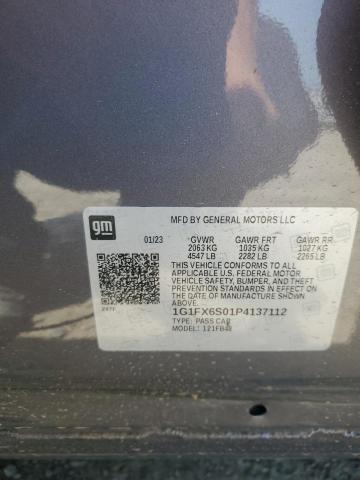 gm
MFD BY GENERAL MOTORS LLC
01/23 GVWR GAWR FRT GAWR RR
2063 KG 1035 KG 1027 KG
4547 LB 2282 LB 2265 LB
THIS VEHICLE CONFORMS TO ALL
APPLICABLE U.S. FEDERAL MOTOR
VEHICLE SAFETY, BUMPER, AND THEFT
PREVENTION STANDARDS IN EFFECT ON
THE DATE OF MANUFACTURE SHOWN
ABOVE.
1G1FX6S01P4137112
TYPE: PASS CAR
MODEL: 121FB48